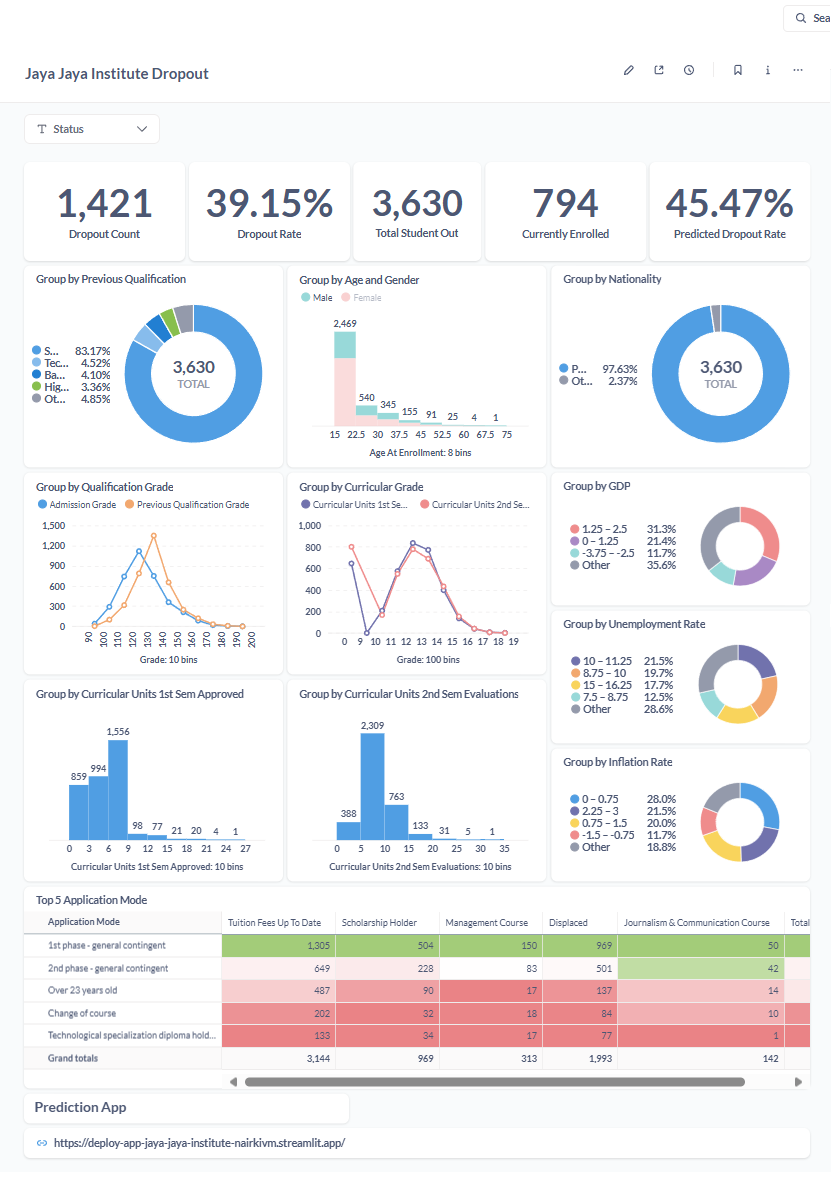 Sea
Jaya Jaya Institute Dropout
Status
1,421
Dropout Count
39.15%
Dropout Rate
3,630
Total Student Out
794
Currently Enrolled
45.47%
Predicted Dropout Rate
Group by Previous Qualification
S... 83.17%
Tec... 4.52%
Ba... 4.10%
Hig... 3.36%
Ot... 4.85%
3,630
TOTAL
Group by Age and Gender
Male Female
2,469
540 345 155 91 25 4 1
15 22.5 30 37.5 45 52.5 60 67.5 75
Age At Enrollment: 8 bins
Group by Nationality
P... 97.63%
Ot... 2.37%
3,630
TOTAL
Group by Qualification Grade
Admission Grade Previous Qualification Grade
1,500
1,200
900
600
300
0
90 100 110 120 130 140 150 160 170 180 190 200
Grade: 10 bins
Group by Curricular Grade
Curricular Units 1st Se... Curricular Units 2nd Se...
1,000
800
600
400
200
0
0 9 10 11 12 13 14 15 16 17 18 19
Grade: 100 bins
Group by GDP
1.25 – 2.5 31.3%
0 – 1.25 21.4%
-3.75 – -2.5 11.7%
Other 35.6%
Group by Unemployment Rate
10 – 11.25 21.5%
8.75 – 10 19.7%
15 – 16.25 17.7%
7.5 – 8.75 12.5%
Other 28.6%
Group by Curricular Units 1st Sem Approved
859 994 1,556 98 77 21 20 4 1
0 3 6 9 12 15 18 21 24 27
Curricular Units 1st Sem Approved: 10 bins
Group by Curricular Units 2nd Sem Evaluations
388 2,309 763 133 31 5 1
0 5 10 15 20 25 30 35
Curricular Units 2nd Sem Evaluations: 10 bins
Group by Inflation Rate
0 – 0.75 28.0%
2.25 – 3 21.5%
0.75 – 1.5 20.0%
-1.5 – -0.75 11.7%
Other 18.8%
Top 5 Application Mode
Application Mode Tuition Fees Up To Date Scholarship Holder Management Course Displaced Journalism & Communication Course Total
1st phase - general contingent 1,305 504 150 969 50
2nd phase - general contingent 649 228 83 501 42
Over 23 years old 487 90 17 137 14
Change of course 202 32 18 84 10
Technological specialization diploma hold... 133 34 17 77 1
Grand totals 3,144 969 313 1,993 142
Prediction App
https://deploy-app-jaya-jaya-institute-nairkivm.streamlit.app/